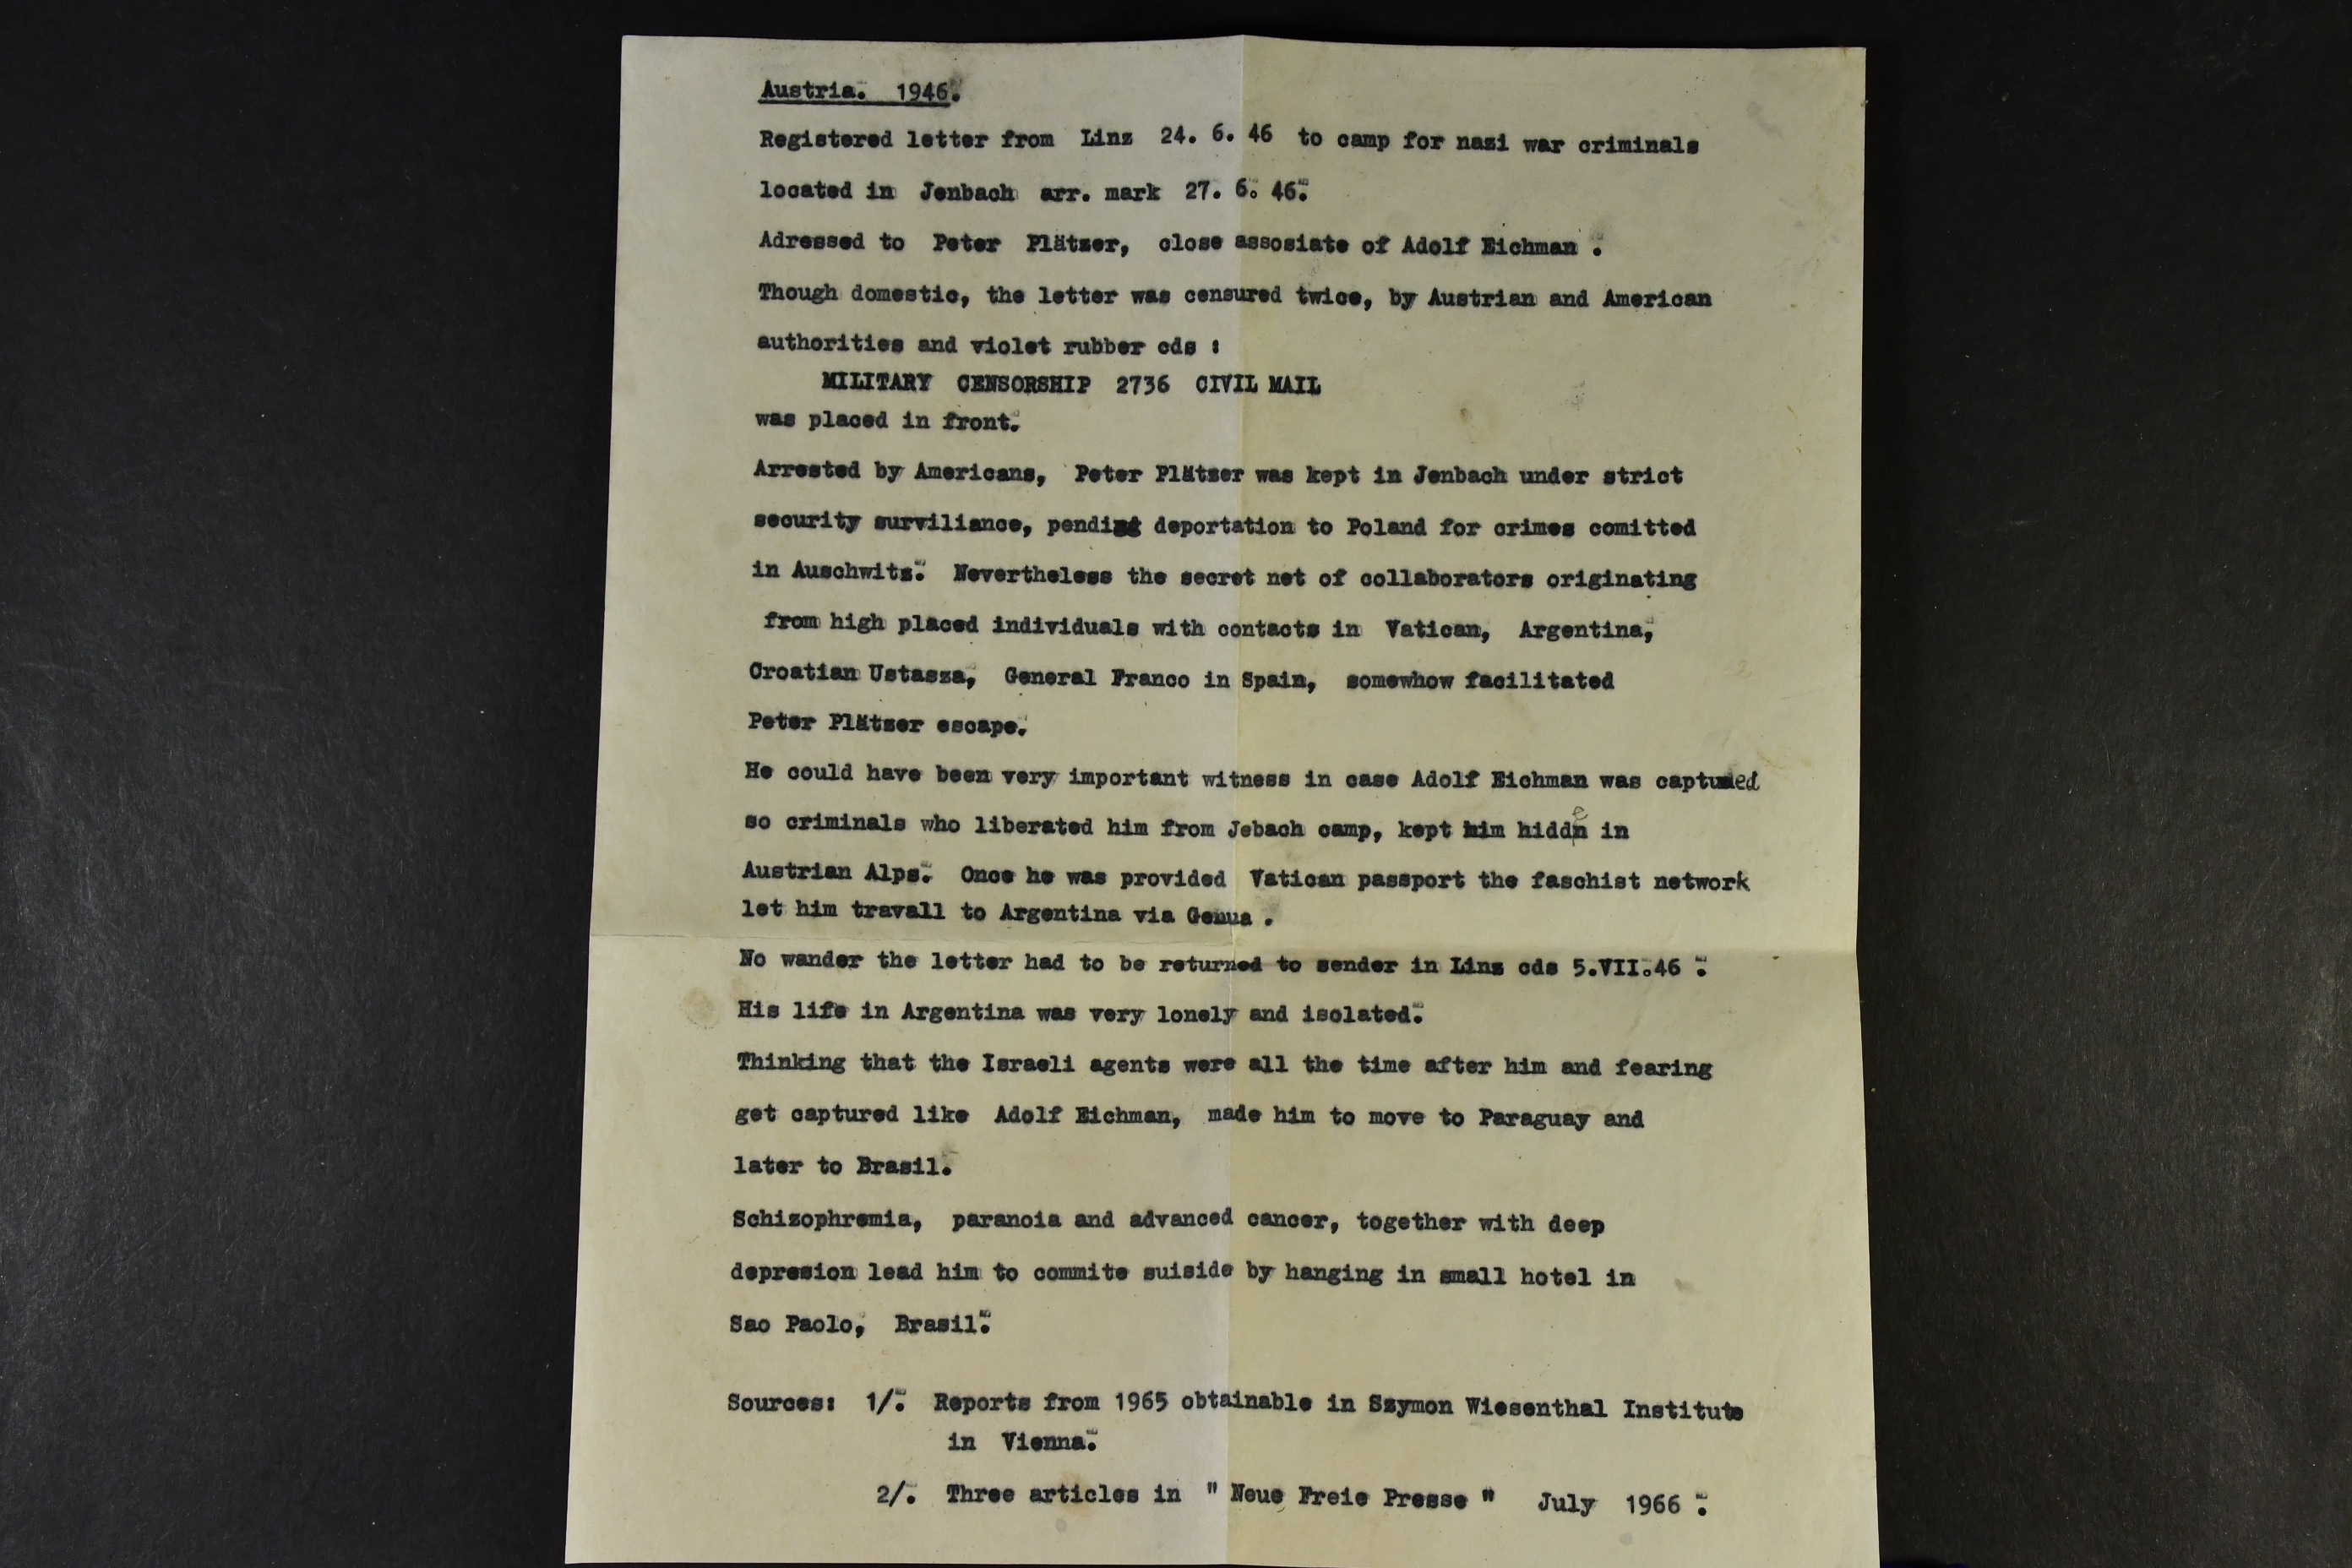 Austria. 1946.
Registered letter from Linz 24. 6. 46 to camp for nazi war criminals
located in Jenbach arr. mark 27. 6. 46.
Adressed to Peter Plätzer, close assosiate of Adolf Eichman .
Though domestic, the letter was censured twice, by Austrian and American
authorities and violet rubber cds :
MILITARY CENSORSHIP 2736 CIVIL MAIL
was placed in front.
Arrested by Americans, Peter Plätzer was kept in Jenbach under strict
security surviliance, pending deportation to Poland for crimes comitted
in Auschwitz. Nevertheless the secret net of collaborators originating
from high placed individuals with contacts in Vatican, Argentina,
Croatian Ustasza, General Franco in Spain, somewhow facilitated
Peter Plätzer escape.
He could have been very important witness in case Adolf Eichman was captured
so criminals who liberated him from Jebach camp, kept him hidden in
Austrian Alps. Once he was provided Vatican passport the faschist network
let him travall to Argentina via Genua .
No wander the letter had to be returned to sender in Linz cds 5.VII.46 .
His life in Argentina was very lonely and isolated.
Thinking that the Israeli agents were all the time after him and fearing
get captured like Adolf Eichman, made him to move to Paraguay and
later to Brasil.
Schizophremia, paranoia and advanced cancer, together with deep
depresion lead him to commite suiside by hanging in small hotel in
Sao Paolo, Brasil.
Sources: 1/. Reports from 1965 obtainable in Szymon Wiesenthal Institute
in Vienna.
2/. Three articles in " Neue Freie Presse " July 1966 .